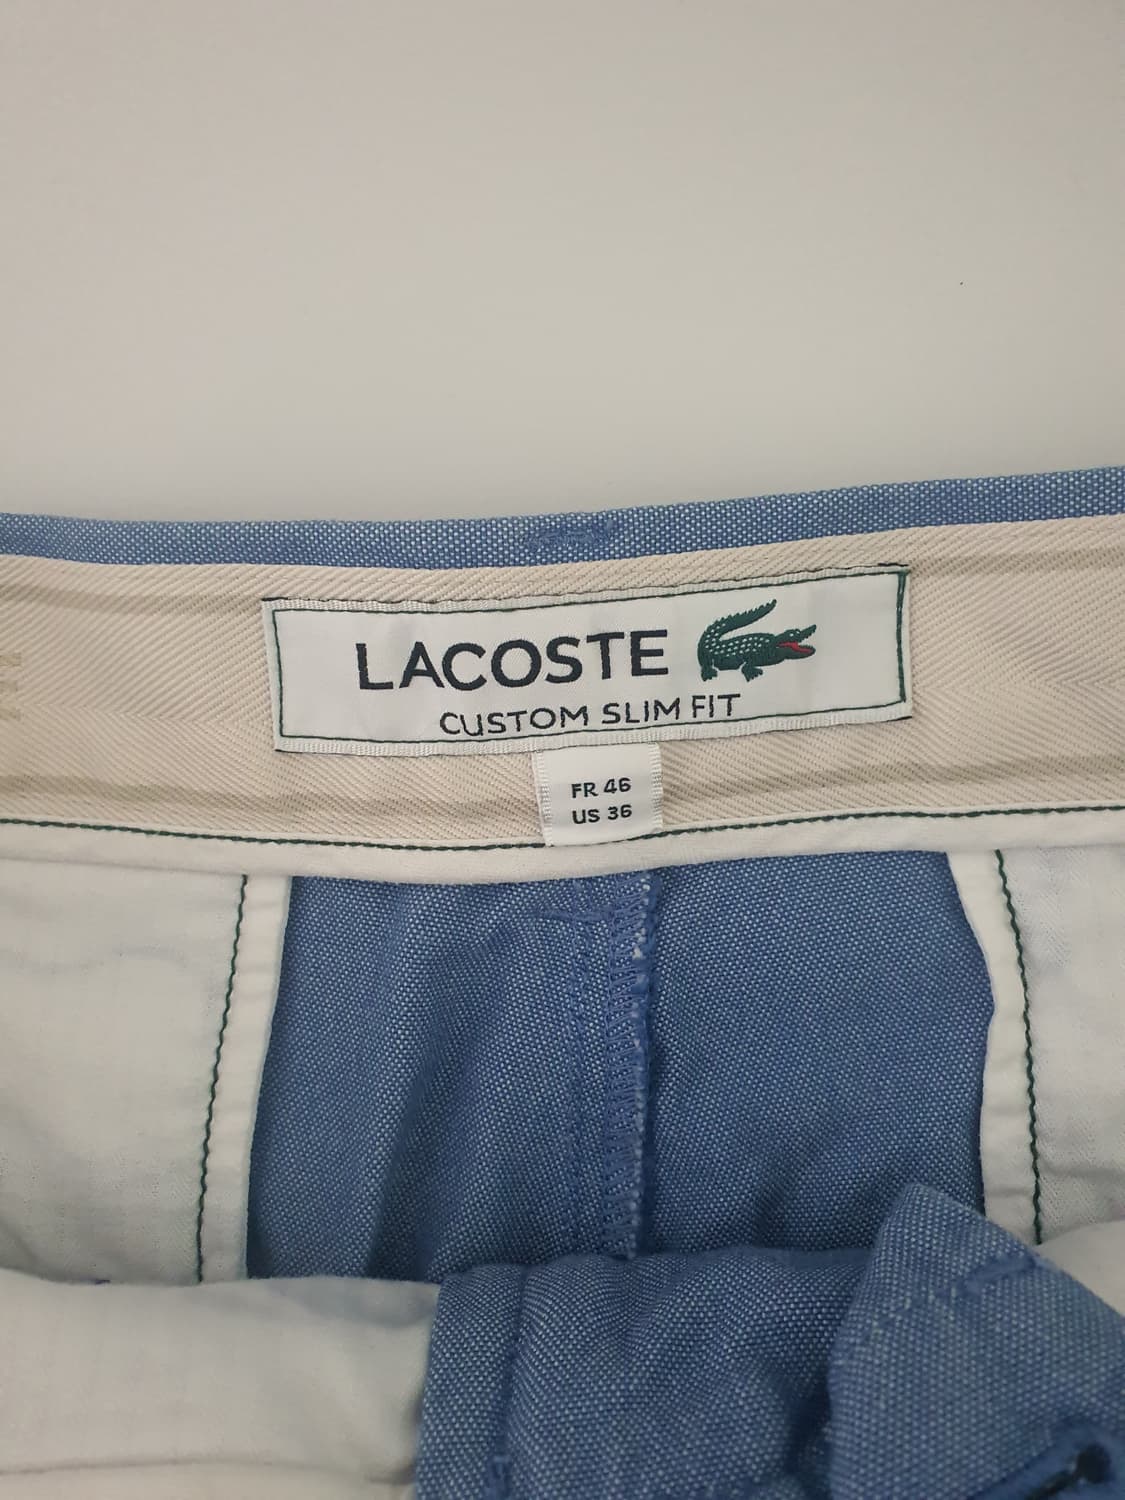 LACOSTE
CUSTOM SLIM FIT
FR 46
US 36